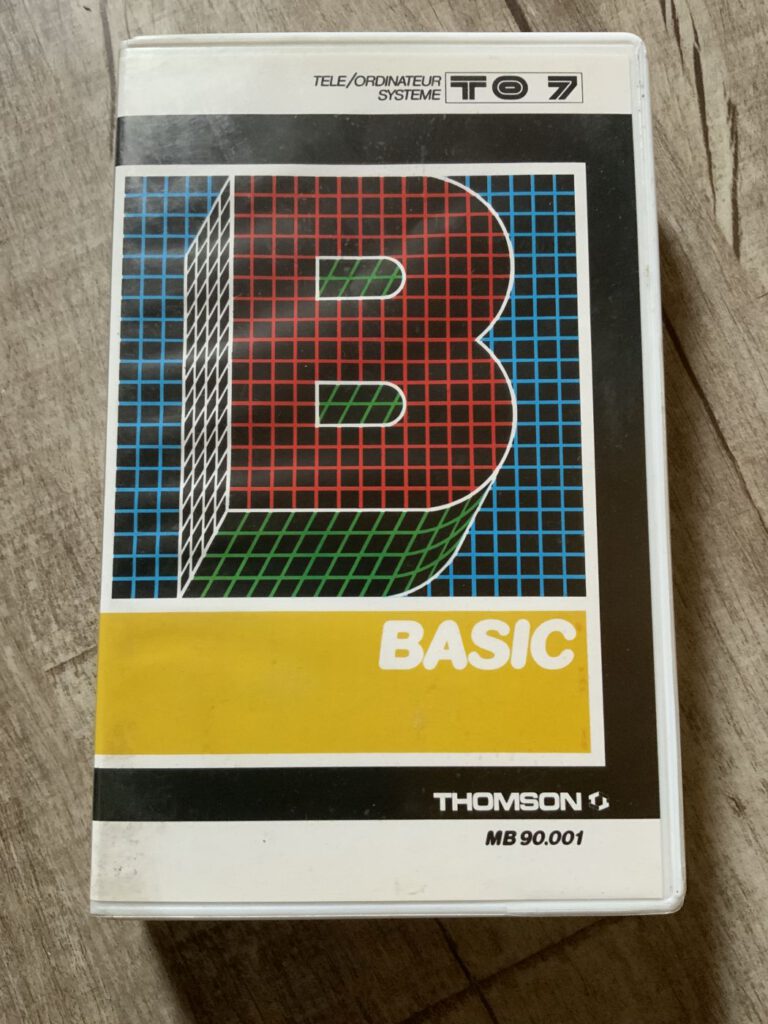 TELE/ORDINATEUR
SYSTEME TO 7
B
BASIC
THOMSON
MB 90.001